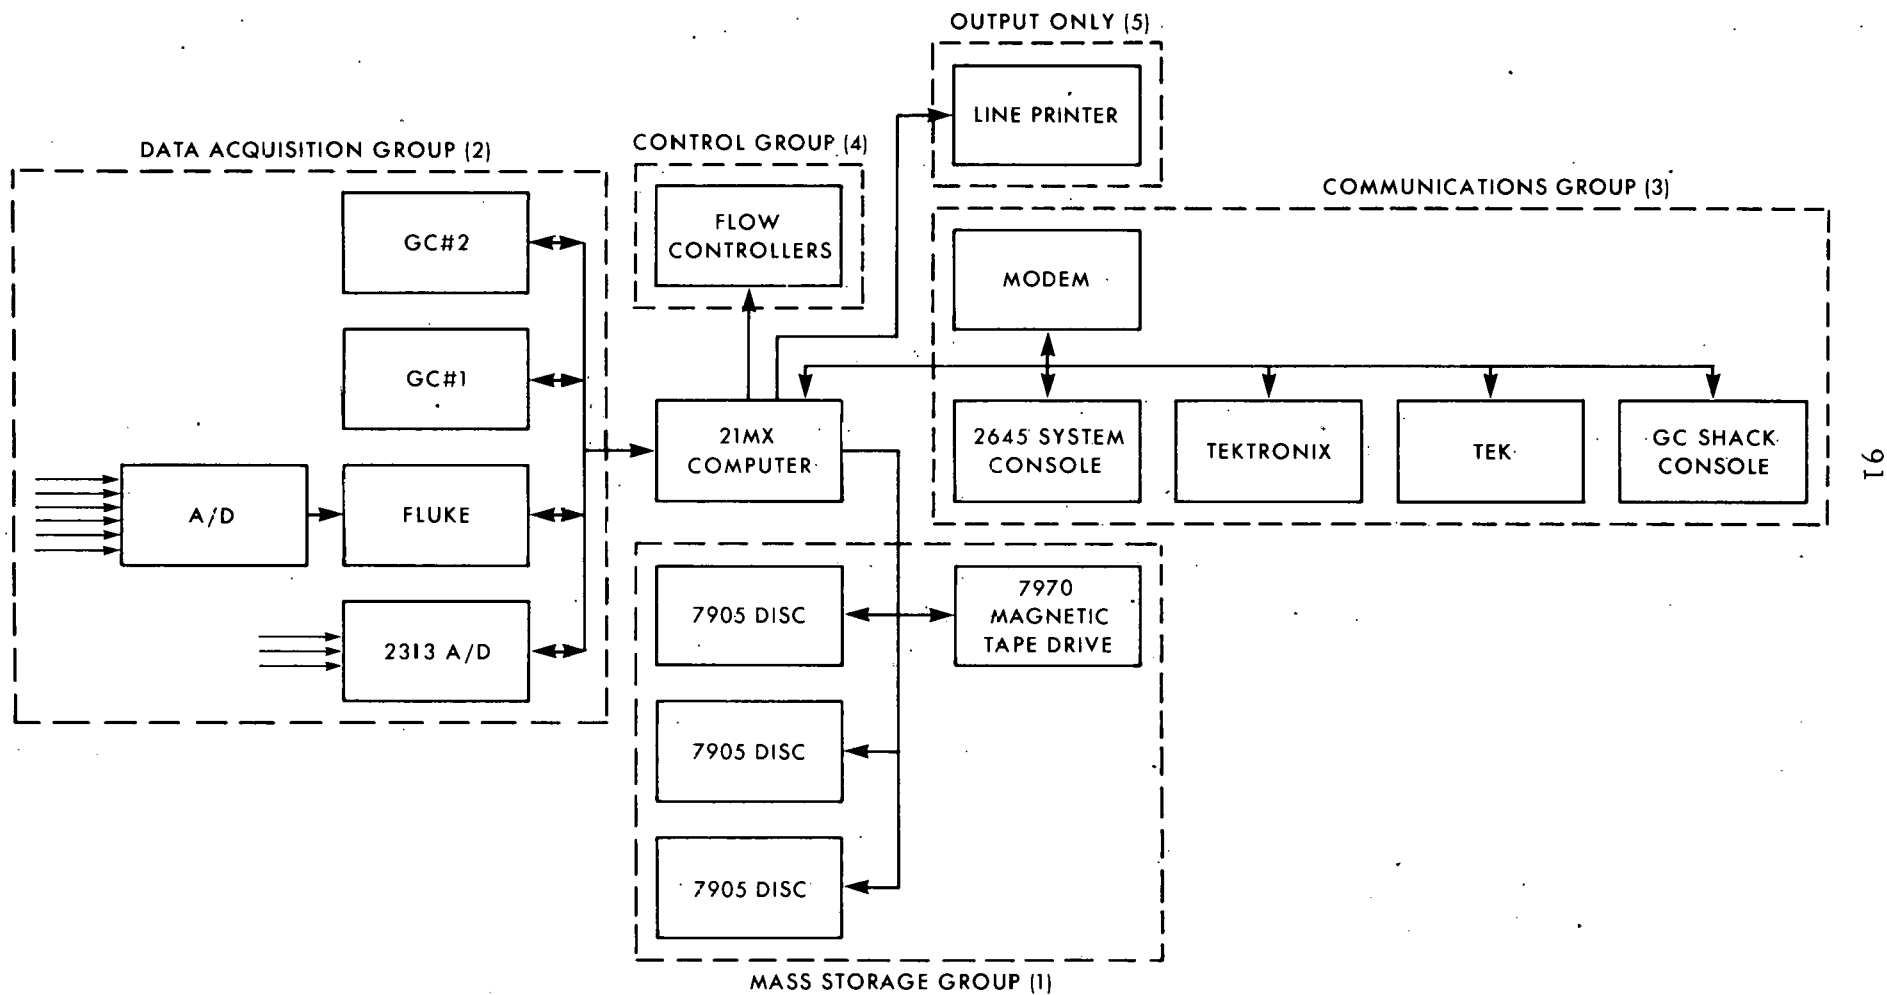 OUTPUT ONLY (5)
LINE PRINTER
CONTROL GROUP (4)
FLOW
CONTROLLERS
DATA ACQUISITION GROUP (2)
GC#2
GC#1
A/D
FLUKE
2313 A/D
COMMUNICATIONS GROUP (3)
MODEM
21MX
COMPUTER
2645 SYSTEM
CONSOLE
TEKTRONIX
TEK
GC SHACK
CONSOLE
7905 DISC
7970
MAGNETIC
TAPE DRIVE
7905 DISC
7905 DISC
MASS STORAGE GROUP (1)
91